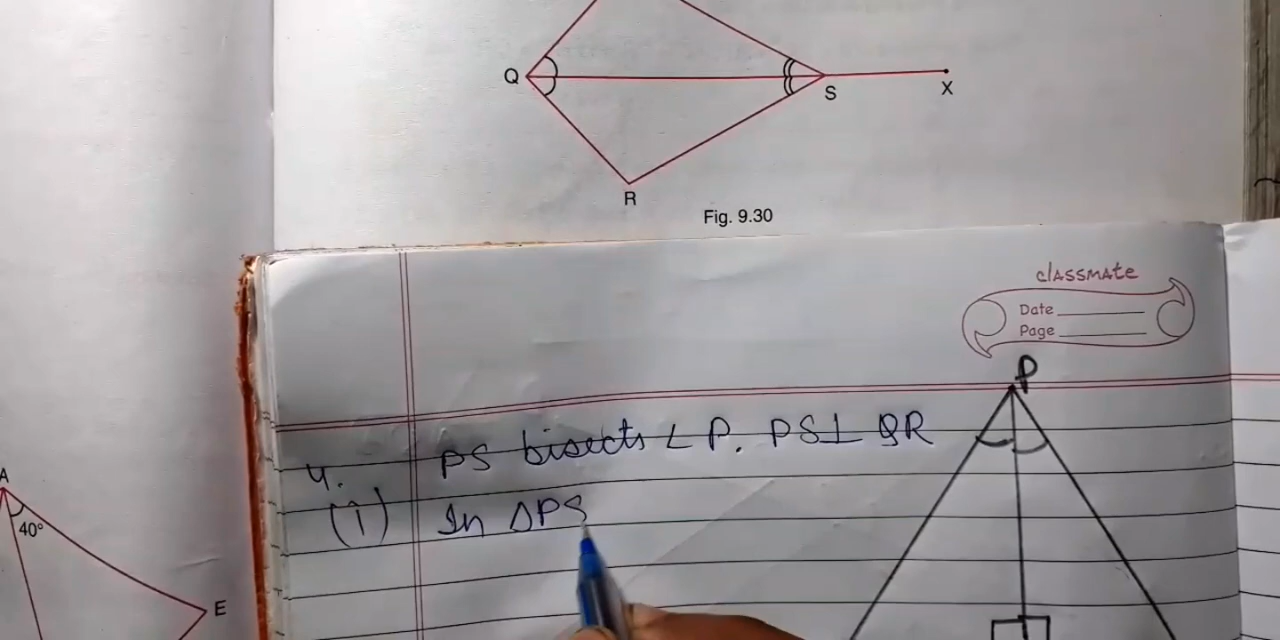 Q
S
X
R
Fig. 9.30
classmate
Date
Page
P
4. PS bisects ∠P. PS⊥ QR
(i) In ΔPS
A
40°
E